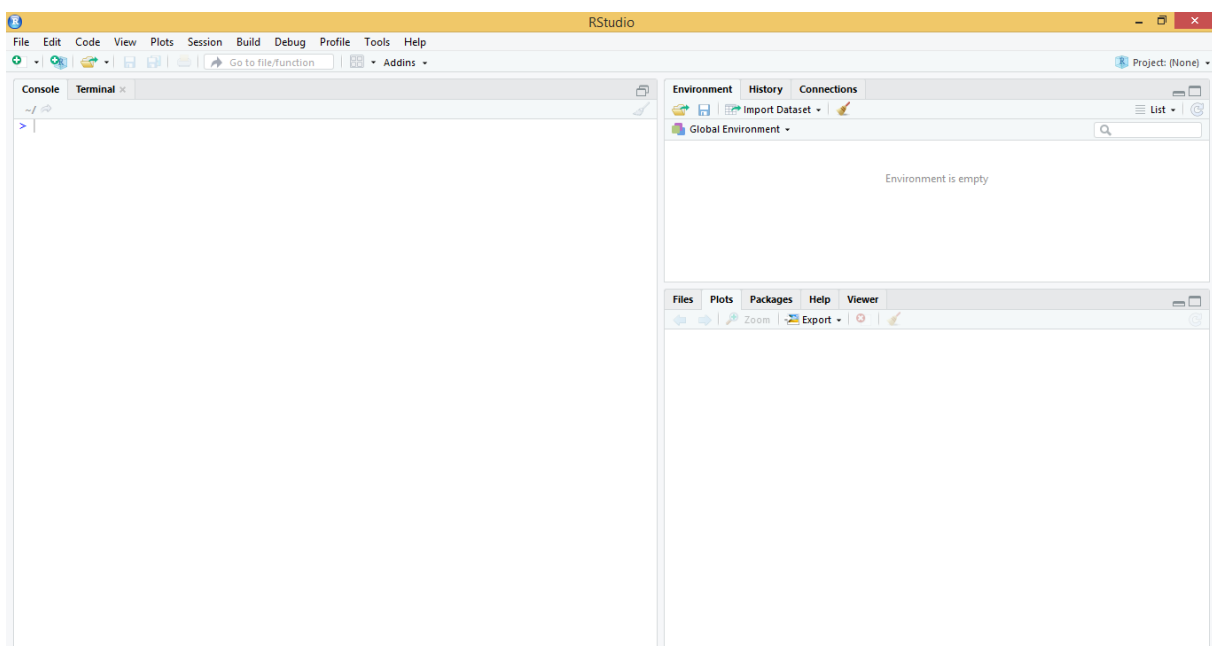 RStudio
File Edit Code View Plots Session Build Debug Profile Tools Help
Go to file/function Addins Project: (None)
Console Terminal
~/
>
Environment History Connections
Import Dataset List
Global Environment
Environment is empty
Files Plots Packages Help Viewer
Zoom Export